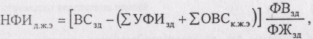 НФИд.ж.э = [ВСзд – (∑УФИзд + ∑ОВСк.ж.э)] ФВзд / ФЖзд ,